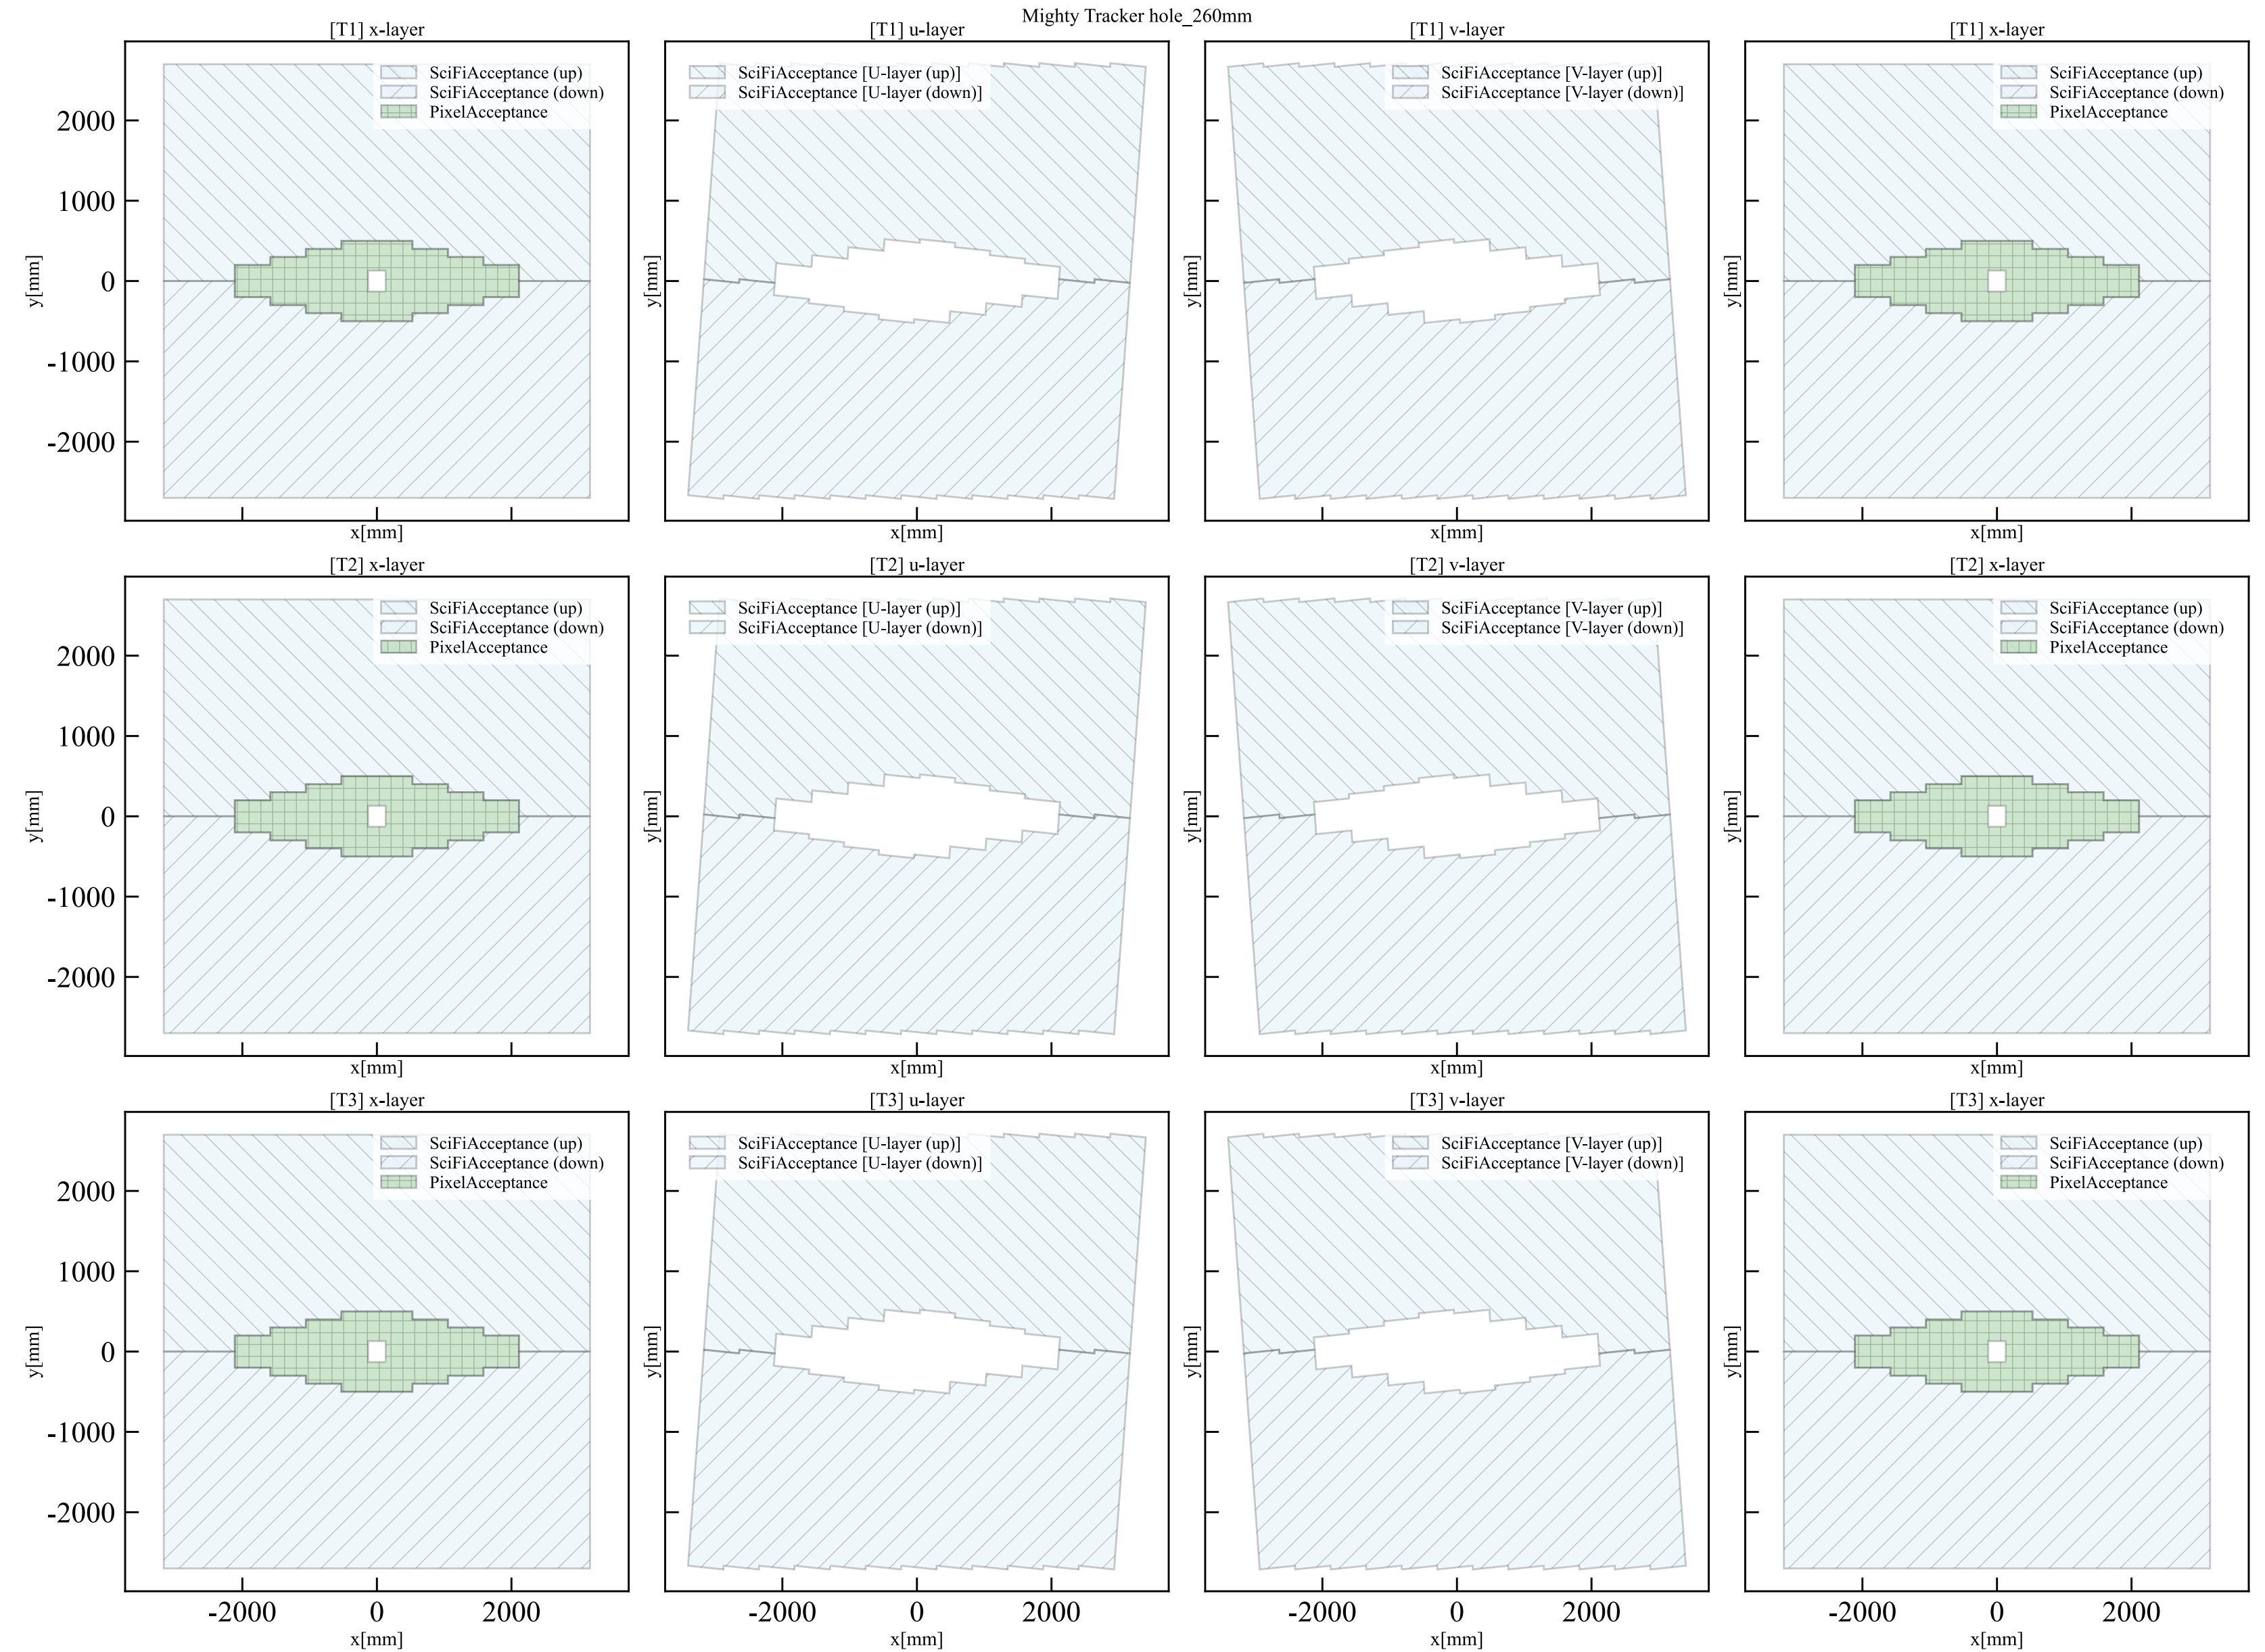 Mighty Tracker hole_260mm
[T1] x-layer
SciFiAcceptance (up)
SciFiAcceptance (down)
PixelAcceptance
2000
1000
0
-1000
-2000
y[mm]
x[mm]
[T1] u-layer
SciFiAcceptance [U-layer (up)]
SciFiAcceptance [U-layer (down)]
y[mm]
x[mm]
[T1] v-layer
SciFiAcceptance [V-layer (up)]
SciFiAcceptance [V-layer (down)]
y[mm]
x[mm]
[T1] x-layer
SciFiAcceptance (up)
SciFiAcceptance (down)
PixelAcceptance
y[mm]
x[mm]
[T2] x-layer
SciFiAcceptance (up)
SciFiAcceptance (down)
PixelAcceptance
2000
1000
0
-1000
-2000
y[mm]
x[mm]
[T2] u-layer
SciFiAcceptance [U-layer (up)]
SciFiAcceptance [U-layer (down)]
y[mm]
x[mm]
[T2] v-layer
SciFiAcceptance [V-layer (up)]
SciFiAcceptance [V-layer (down)]
y[mm]
x[mm]
[T2] x-layer
SciFiAcceptance (up)
SciFiAcceptance (down)
PixelAcceptance
y[mm]
x[mm]
[T3] x-layer
SciFiAcceptance (up)
SciFiAcceptance (down)
PixelAcceptance
2000
1000
0
-1000
-2000
y[mm]
-2000 0 2000
x[mm]
[T3] u-layer
SciFiAcceptance [U-layer (up)]
SciFiAcceptance [U-layer (down)]
y[mm]
-2000 0 2000
x[mm]
[T3] v-layer
SciFiAcceptance [V-layer (up)]
SciFiAcceptance [V-layer (down)]
y[mm]
-2000 0 2000
x[mm]
[T3] x-layer
SciFiAcceptance (up)
SciFiAcceptance (down)
PixelAcceptance
y[mm]
-2000 0 2000
x[mm]